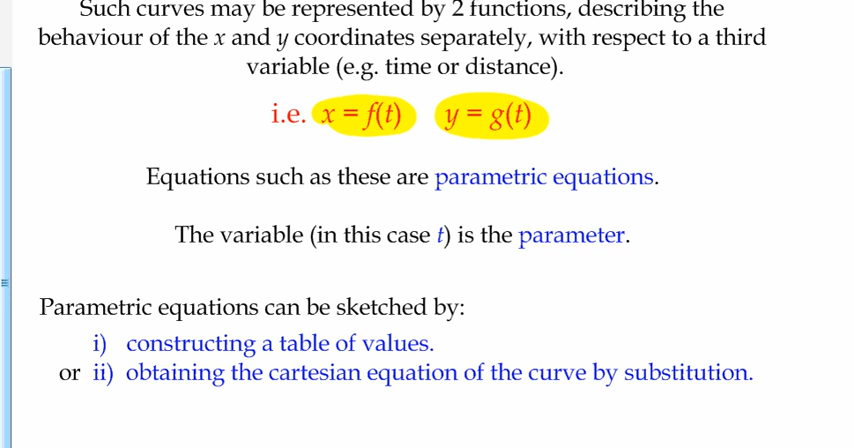 Such curves may be represented by 2 functions, describing the
behaviour of the x and y coordinates separately, with respect to a third
variable (e.g. time or distance).
i.e. x = f(t) y = g(t)
Equations such as these are parametric equations.
The variable (in this case t) is the parameter.
Parametric equations can be sketched by:
i) constructing a table of values.
or ii) obtaining the cartesian equation of the curve by substitution.